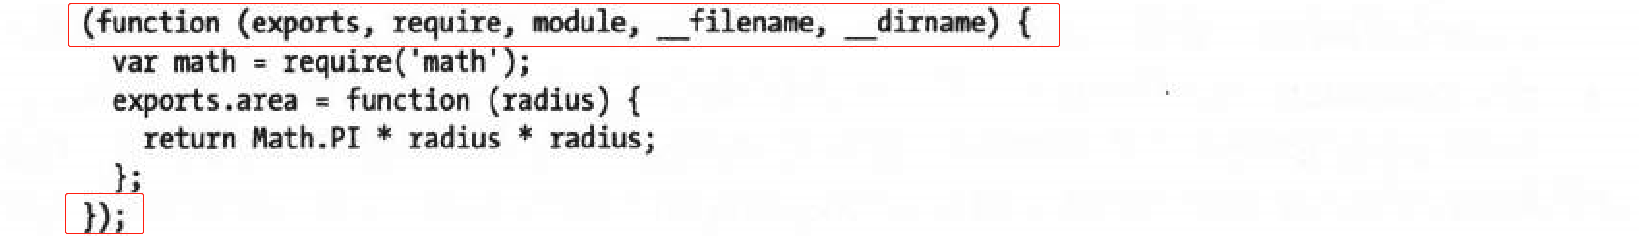 (function (exports, require, module, __filename, __dirname) {
var math = require('math');
exports.area = function (radius) {
return Math.PI * radius * radius;
};
});